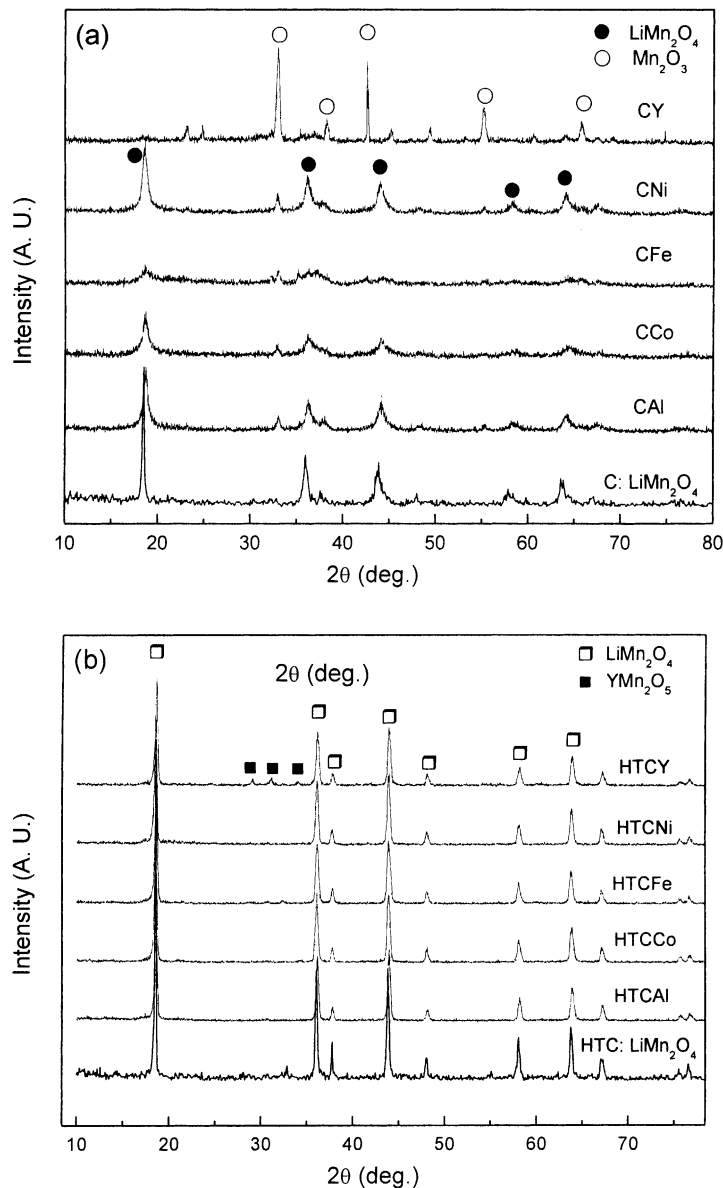 (a)
● LiMn₂O₄
○ Mn₂O₃
CY
CNi
CFe
CCo
CAl
C: LiMn₂O₄
Intensity (A. U.)
10 20 30 40 50 60 70 80
2θ (deg.)
(b)
2θ (deg.)
LiMn₂O₄
■ YMn₂O₅
HTCY
HTCNi
HTCFe
HTCCo
HTCAl
HTC: LiMn₂O₄
Intensity (A. U.)
10 20 30 40 50 60 70
2θ (deg.)